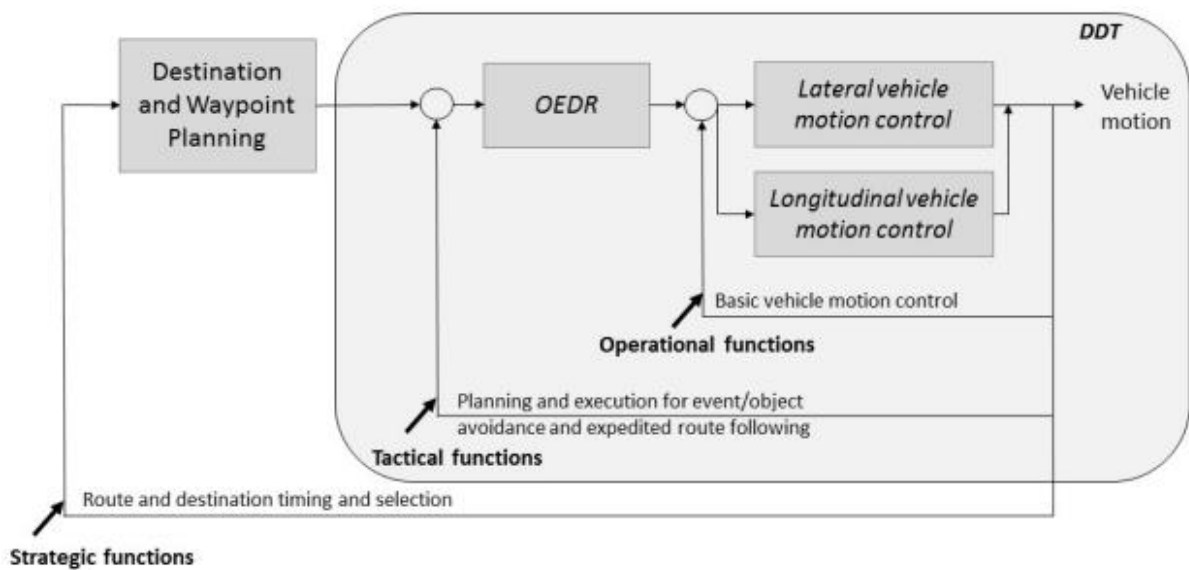 DDT
Destination
and Waypoint
Planning
OEDR
Lateral vehicle
motion control
Vehicle
motion
Longitudinal vehicle
motion control
Basic vehicle motion control
Operational functions
Planning and execution for event/object
avoidance and expedited route following
Tactical functions
Route and destination timing and selection
Strategic functions